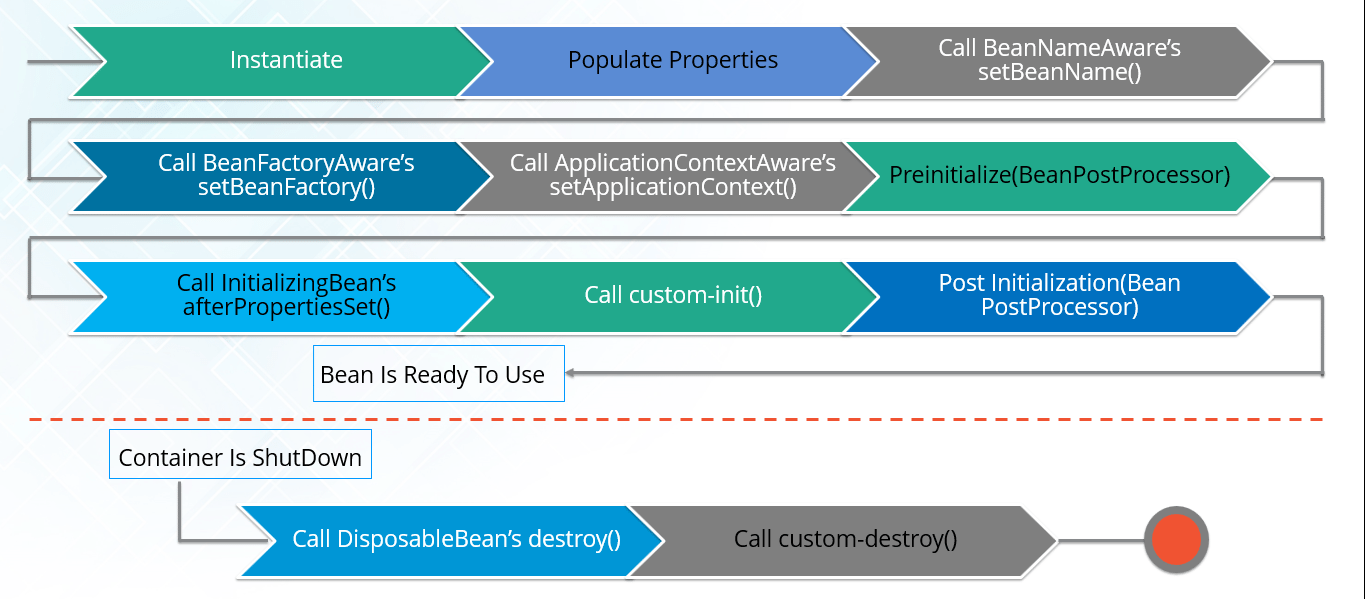 Instantiate
Populate Properties
Call BeanNameAware’s
setBeanName()
Call BeanFactoryAware’s
setBeanFactory()
Call ApplicationContextAware’s
setApplicationContext()
Preinitialize(BeanPostProcessor)
Call InitializingBean’s
afterPropertiesSet()
Call custom-init()
Post Initialization(Bean
PostProcessor)
Bean Is Ready To Use
Container Is ShutDown
Call DisposableBean’s destroy()
Call custom-destroy()